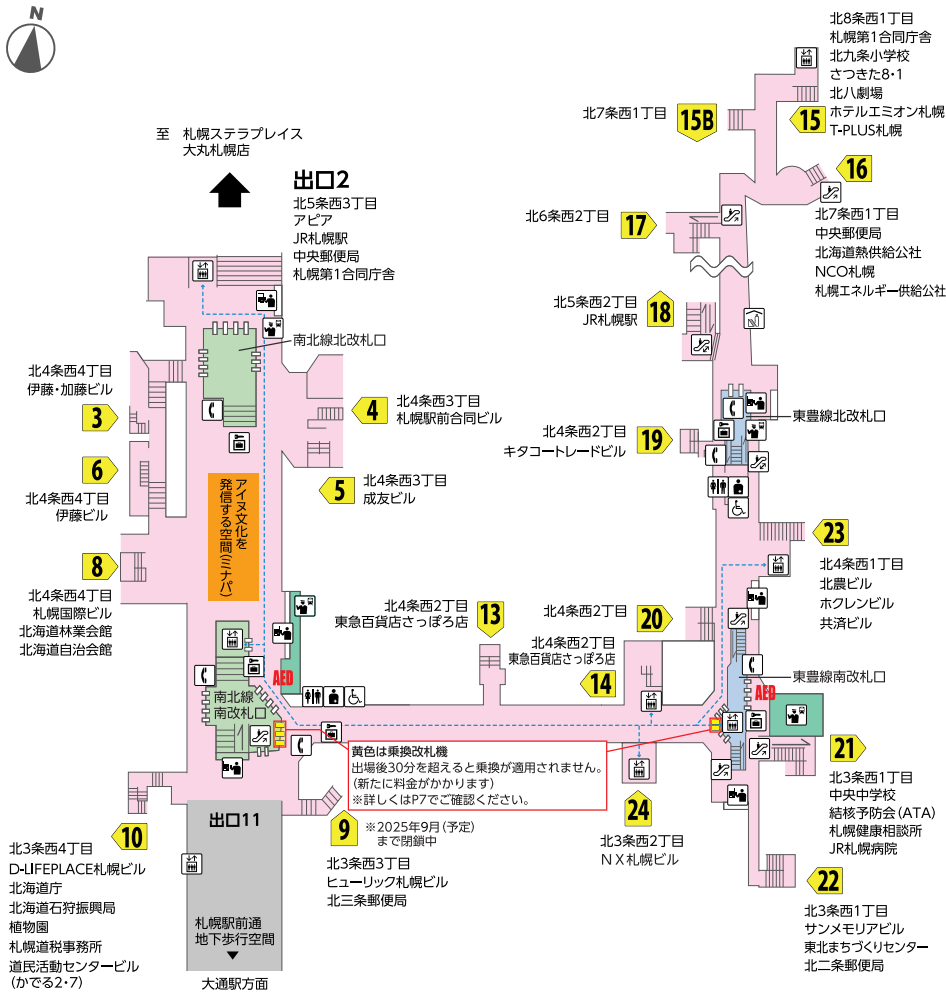 N
至 札幌ステラプレイス
大丸札幌店
出口2
北5条西3丁目
アピア
JR札幌駅
中央郵便局
札幌第1合同庁舎
南北線北改札口
北4条西4丁目
伊藤・加藤ビル
3
6
北4条西4丁目
伊藤ビル
8
北4条西4丁目
札幌国際ビル
北海道林業会館
北海道自治会館
4
北4条西3丁目
札幌駅前合同ビル
5
北4条西3丁目
成友ビル
アイヌ文化を
発信する空間(ミナパ)
AED
南北線
南改札口
10
北3条西4丁目
D-LIFEPLACE札幌ビル
北海道庁
北海道石狩振興局
植物園
札幌道税事務所
道民活動センタービル
(かでる2・7)
出口11
札幌駅前通
地下歩行空間
大通駅方面
9
※2025年9月(予定)
まで閉鎖中
北3条西3丁目
ヒューリック札幌ビル
北三条郵便局
黄色は乗換改札機
出場後30分を超えると乗換が適用されません。
(新たに料金がかかります)
※詳しくはP7でご確認ください。
北4条西2丁目
東急百貨店さっぽろ店
13
北4条西2丁目
東急百貨店さっぽろ店
14
北4条西2丁目
20
24
北3条西2丁目
NX札幌ビル
北8条西1丁目
札幌第1合同庁舎
北九条小学校
さつきた8・1
北八劇場
ホテルエミオン札幌
T-PLUS札幌
15
北7条西1丁目
15B
16
北7条西1丁目
中央郵便局
北海道熱供給公社
NCO札幌
札幌エネルギー供給公社
北6条西2丁目
17
北5条西2丁目
JR札幌駅
18
東豊線北改札口
北4条西2丁目
キタコートレードビル
19
23
北4条西1丁目
北農ビル
ホクレンビル
共済ビル
東豊線南改札口
AED
21
北3条西1丁目
中央中学校
結核予防会(ATA)
札幌健康相談所
JR札幌病院
22
北3条西1丁目
サンメモリアビル
東北まちづくりセンター
北二条郵便局